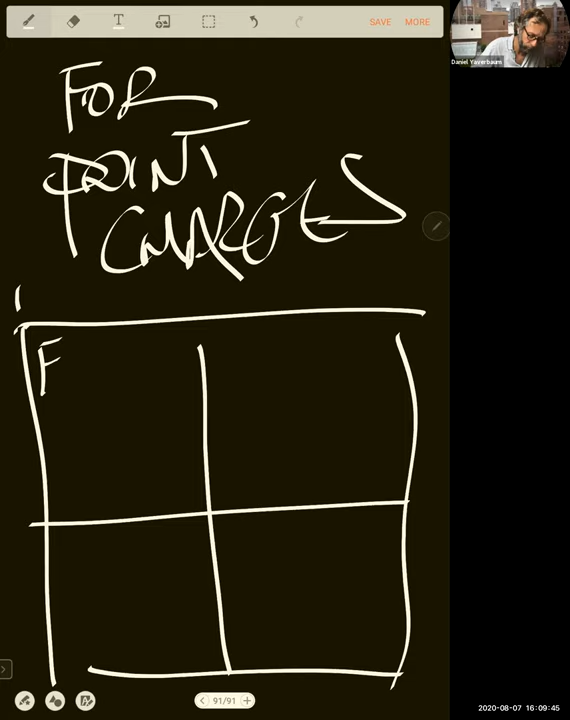 SAVE
MORE
Daniel Yaverbaum
FOR
POINT
CHARGES
F
91/91
2020-08-07 16:09:45